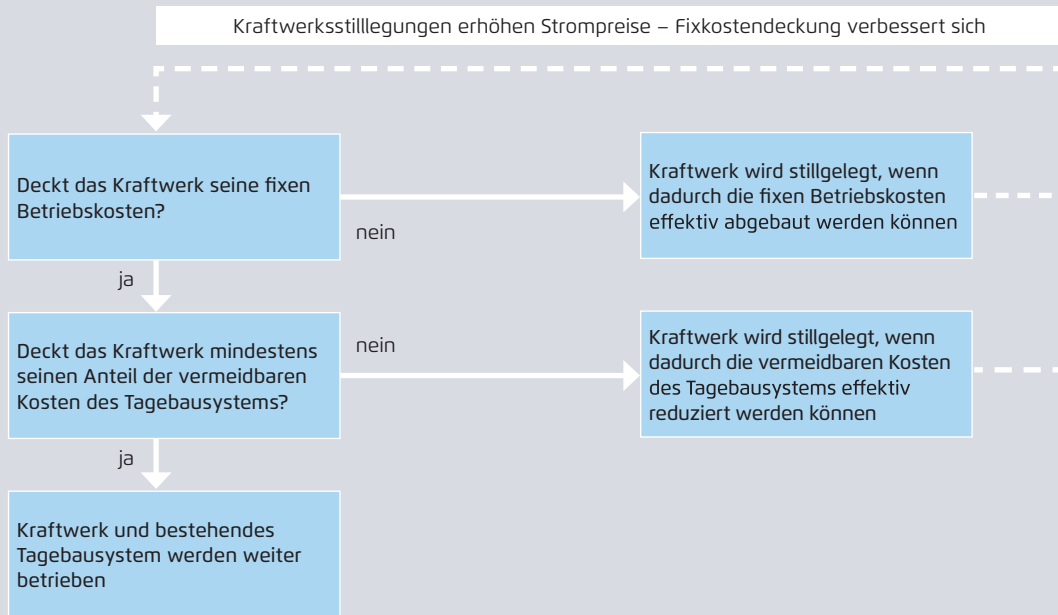 Kraftwerksstilllegungen erhöhen Strompreise – Fixkostendeckung verbessert sich
Deckt das Kraftwerk seine fixen
Betriebskosten?
nein
Kraftwerk wird stillgelegt, wenn
dadurch die fixen Betriebskosten
effektiv abgebaut werden können
ja
Deckt das Kraftwerk mindestens
seinen Anteil der vermeidbaren
Kosten des Tagebausystems?
nein
Kraftwerk wird stillgelegt, wenn
dadurch die vermeidbaren Kosten
des Tagebausystems effektiv
reduziert werden können
ja
Kraftwerk und bestehendes
Tagebausystem werden weiter
betrieben